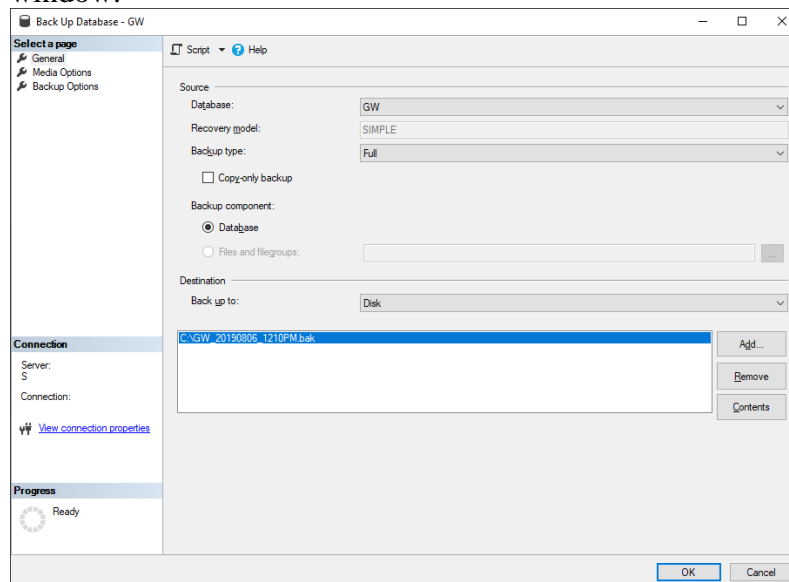 window.
Back Up Database - GW
Select a page
General
Media Options
Backup Options
Script
Help
Source
Database:
GW
Recovery model:
SIMPLE
Backup type:
Full
Copy-only backup
Backup component:
Database
Files and filegroups:
...
Destination
Back up to:
Disk
C:\GW_20190806_1210PM.bak
Add...
Remove
Contents
Connection
Server:
S
Connection:
View connection properties
Progress
Ready
OK
Cancel